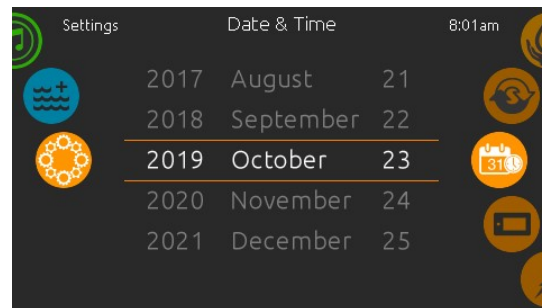 Settings Date & Time 8:01am
2017 August 21
2018 September 22
2019 October 23
31
2020 November 24
2021 December 25